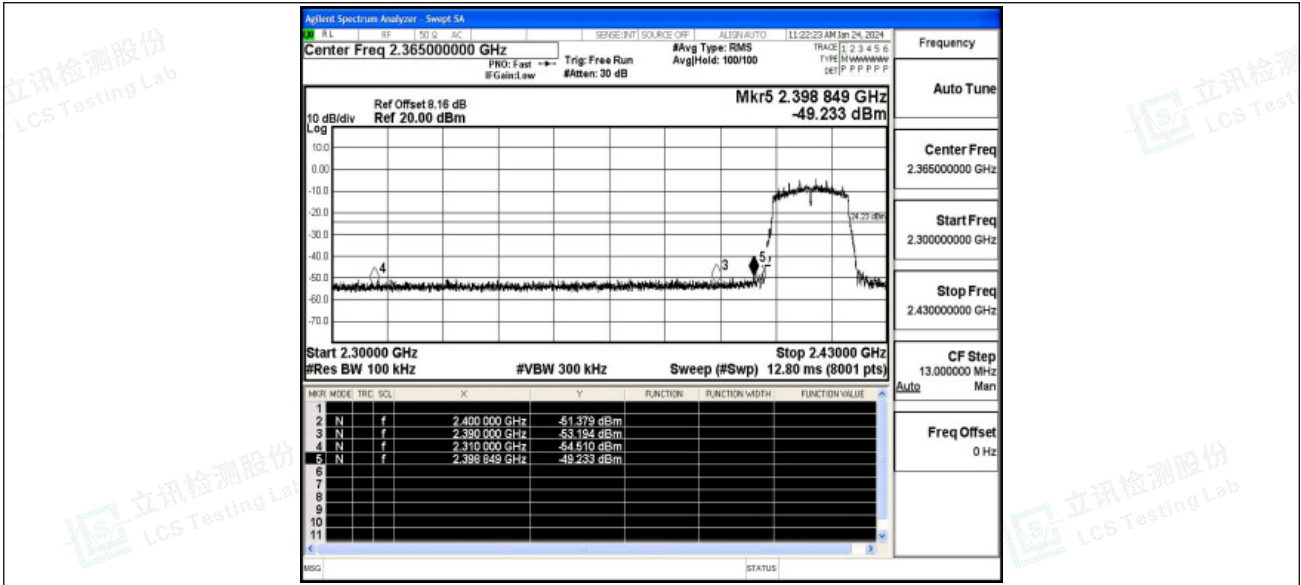 Agilent Spectrum Analyzer - Swept SA
RL RF 50 Ω AC SENSE:INT SOURCE OFF ALIGNAUTO 11:22:23 AM Jan 24, 2024
Center Freq 2.365000000 GHz
PNO: Fast
IFGain:Low
Trig: Free Run
#Atten: 30 dB
#Avg Type: RMS
Avg|Hold: 100/100
TRACE 1 2 3 4 5 6
TYPE M WWWWW
DET P P P P P P
Ref Offset 8.16 dB
10 dB/div Ref 20.00 dBm
Log
Mkr5 2.398 849 GHz
-49.233 dBm
10.0
0.00
-10.0
-20.0
-30.0
-40.0
-50.0
-60.0
-70.0
-24.23 dBm
4
3
5
Start 2.30000 GHz Stop 2.43000 GHz
#Res BW 100 kHz #VBW 300 kHz Sweep (#Swp) 12.80 ms (8001 pts)
MKR MODE TRC SCL X Y FUNCTION FUNCTION WIDTH FUNCTION VALUE
1
2 N f 2.400 000 GHz -51.379 dBm
3 N f 2.390 000 GHz -53.194 dBm
4 N f 2.310 000 GHz -54.510 dBm
5 N f 2.398 849 GHz -49.233 dBm
6
7
8
9
10
11
MSG STATUS
Frequency
Auto Tune
Center Freq
2.365000000 GHz
Start Freq
2.300000000 GHz
Stop Freq
2.430000000 GHz
CF Step
13.000000 MHz
Auto Man
Freq Offset
0 Hz
立讯检测股份
LCS Testing Lab
立讯检测
LCS Test
立讯检测股份
LCS Testing Lab
立讯检测股份
LCS Testing Lab